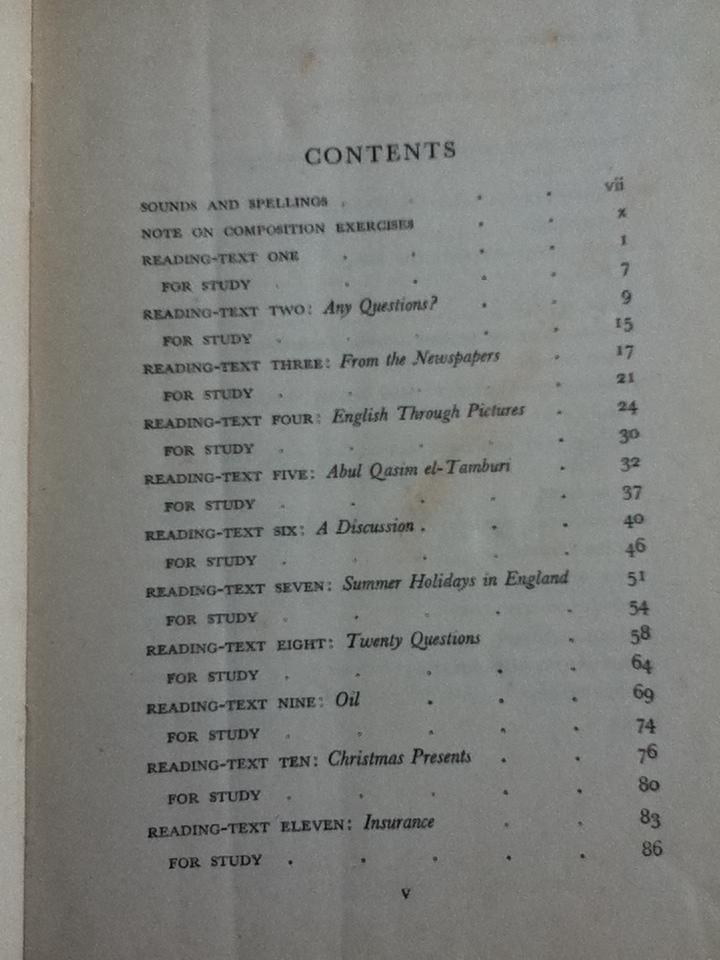 CONTENTS
SOUNDS AND SPELLINGS . . . . vii
NOTE ON COMPOSITION EXERCISES . . x
READING-TEXT ONE . . . . 1
FOR STUDY . . . . . 7
READING-TEXT TWO: Any Questions? . . 9
FOR STUDY . . . . . 15
READING-TEXT THREE: From the Newspapers . 17
FOR STUDY . . . . . 21
READING-TEXT FOUR: English Through Pictures . 24
FOR STUDY . . . . . 30
READING-TEXT FIVE: Abul Qasim el-Tamburi . 32
FOR STUDY . . . . . 37
READING-TEXT SIX: A Discussion . . . 40
FOR STUDY . . . . . 46
READING-TEXT SEVEN: Summer Holidays in England 51
FOR STUDY . . . . . 54
READING-TEXT EIGHT: Twenty Questions . 58
FOR STUDY . . . . . 64
READING-TEXT NINE: Oil . . . 69
FOR STUDY . . . . . 74
READING-TEXT TEN: Christmas Presents . . 76
FOR STUDY . . . . . 80
READING-TEXT ELEVEN: Insurance . . 83
FOR STUDY . . . . . 86
v